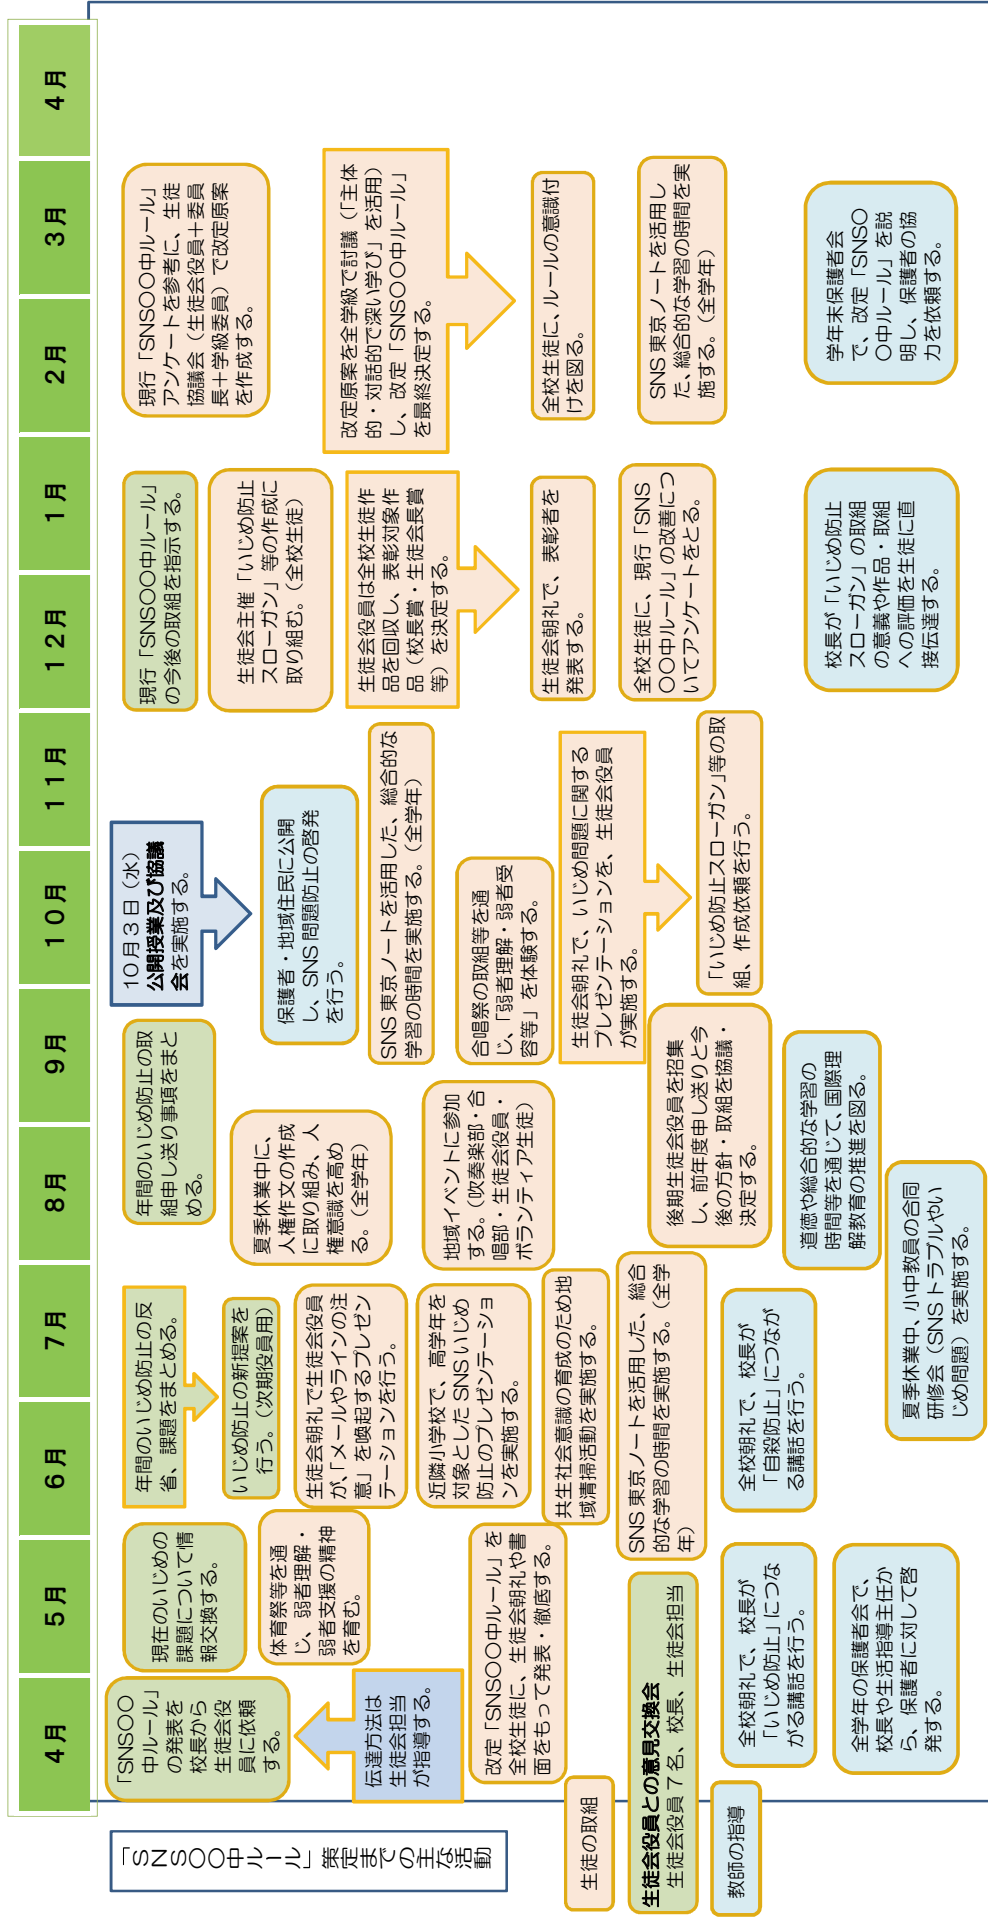 「SNS〇〇中ルール」策定までの主な活動
生徒の取組
生徒会役員との意見交換会
生徒会役員7名、校長、生徒会担当
教師の指導
4月
5月
6月
7月
8月
9月
10月
11月
12月
1月
2月
3月
4月
「SNS〇〇
中ルール」
の発表を
校長から
生徒会役
員に依頼
する。
伝達方法は
生徒会担当
が指導する。
改定「SNS〇〇中ルール」を
全校生徒に、生徒会朝礼や書
面をもって発表・徹底する。
現在のいじめの
課題について情
報交換する。
体育祭等を通
じ、弱者理解・
弱者支援の精神
を育む。
全校朝礼で、校長が
「いじめ防止」につな
がる講話を行う。
全学年の保護者会で、
校長や生活指導主任か
ら、保護者に対して啓
発する。
年間のいじめ防止の反
省、課題をまとめる。
いじめ防止の新提案を
行う。（次期役員用）
生徒会朝礼で生徒会役員
が、「メールやラインの注
意」を喚起するプレゼン
テーションを行う。
近隣小学校で、高学年を
対象としたSNSいじめ
防止のプレゼンテーショ
ンを実施する。
共生社会意識の育成のため地
域清掃活動を実施する。
SNS東京ノートを活用した、総合
的な学習の時間を実施する。（全学
年）
全校朝礼で、校長が
「自殺防止」につなが
る講話を行う。
夏季休業中、小中教員の合同
研修会（SNSトラブルやい
じめ問題）を実施する。
年間のいじめ防止の取
組申し送り事項をまと
める。
夏季休業中に、
人権作文の作成
に取り組み、人
権意識を高め
る。（全学年）
地域イベントに参加
する。（吹奏楽部・合
唱部・生徒会役員・
ボランティア生徒）
後期生徒会役員を招集
し、前年度申し送りと今
後の方針・取組を協議・
決定する。
道徳や総合的な学習の
時間等を通じて、国際理
解教育の推進を図る。
10月3日（水）
公開授業及び協議
会を実施する。
保護者・地域住民に公開
し、SNS問題防止の啓発
を行う。
SNS東京ノートを活用した、総合的な
学習の時間を実施する。（全学年）
合唱祭の取組等を通
じ、「弱者理解・弱者受
容等」を体験する。
生徒会朝礼で、いじめ問題に関する
プレゼンテーションを、生徒会役員
が実施する。
「いじめ防止スローガン」等の取
組、作成依頼を行う。
現行「SNS〇〇中ルール」
の今後の取組を指示する。
生徒会主催「いじめ防止
スローガン」等の作成に
取り組む。（全校生徒）
生徒会役員は全校生徒作
品を回収し、表彰対象作
品（校長賞・生徒会長賞
等）を決定する。
生徒会朝礼で、表彰者を
発表する。
全校生徒に、現行「SNS
〇〇中ルール」の改善につ
いてアンケートをとる。
校長が「いじめ防止
スローガン」の取組
の意義や作品・取組
への評価を生徒に直
接伝達する。
現行「SNS〇〇中ルール」
アンケートを参考に、生徒
協議会（生徒会役員＋委員
長＋学級委員）で改定原案
を作成する。
改定原案を全学級で討議（「主体
的・対話的で深い学び」を活用）
し、改定「SNS〇〇中ルール」
を最終決定する。
全校生徒に、ルールの意識付
けを図る。
SNS東京ノートを活用し
た、総合的な学習の時間を実
施する。（全学年）
学年末保護者会
で、改定「SNS〇
〇中ルール」を説
明し、保護者の協
力を依頼する。